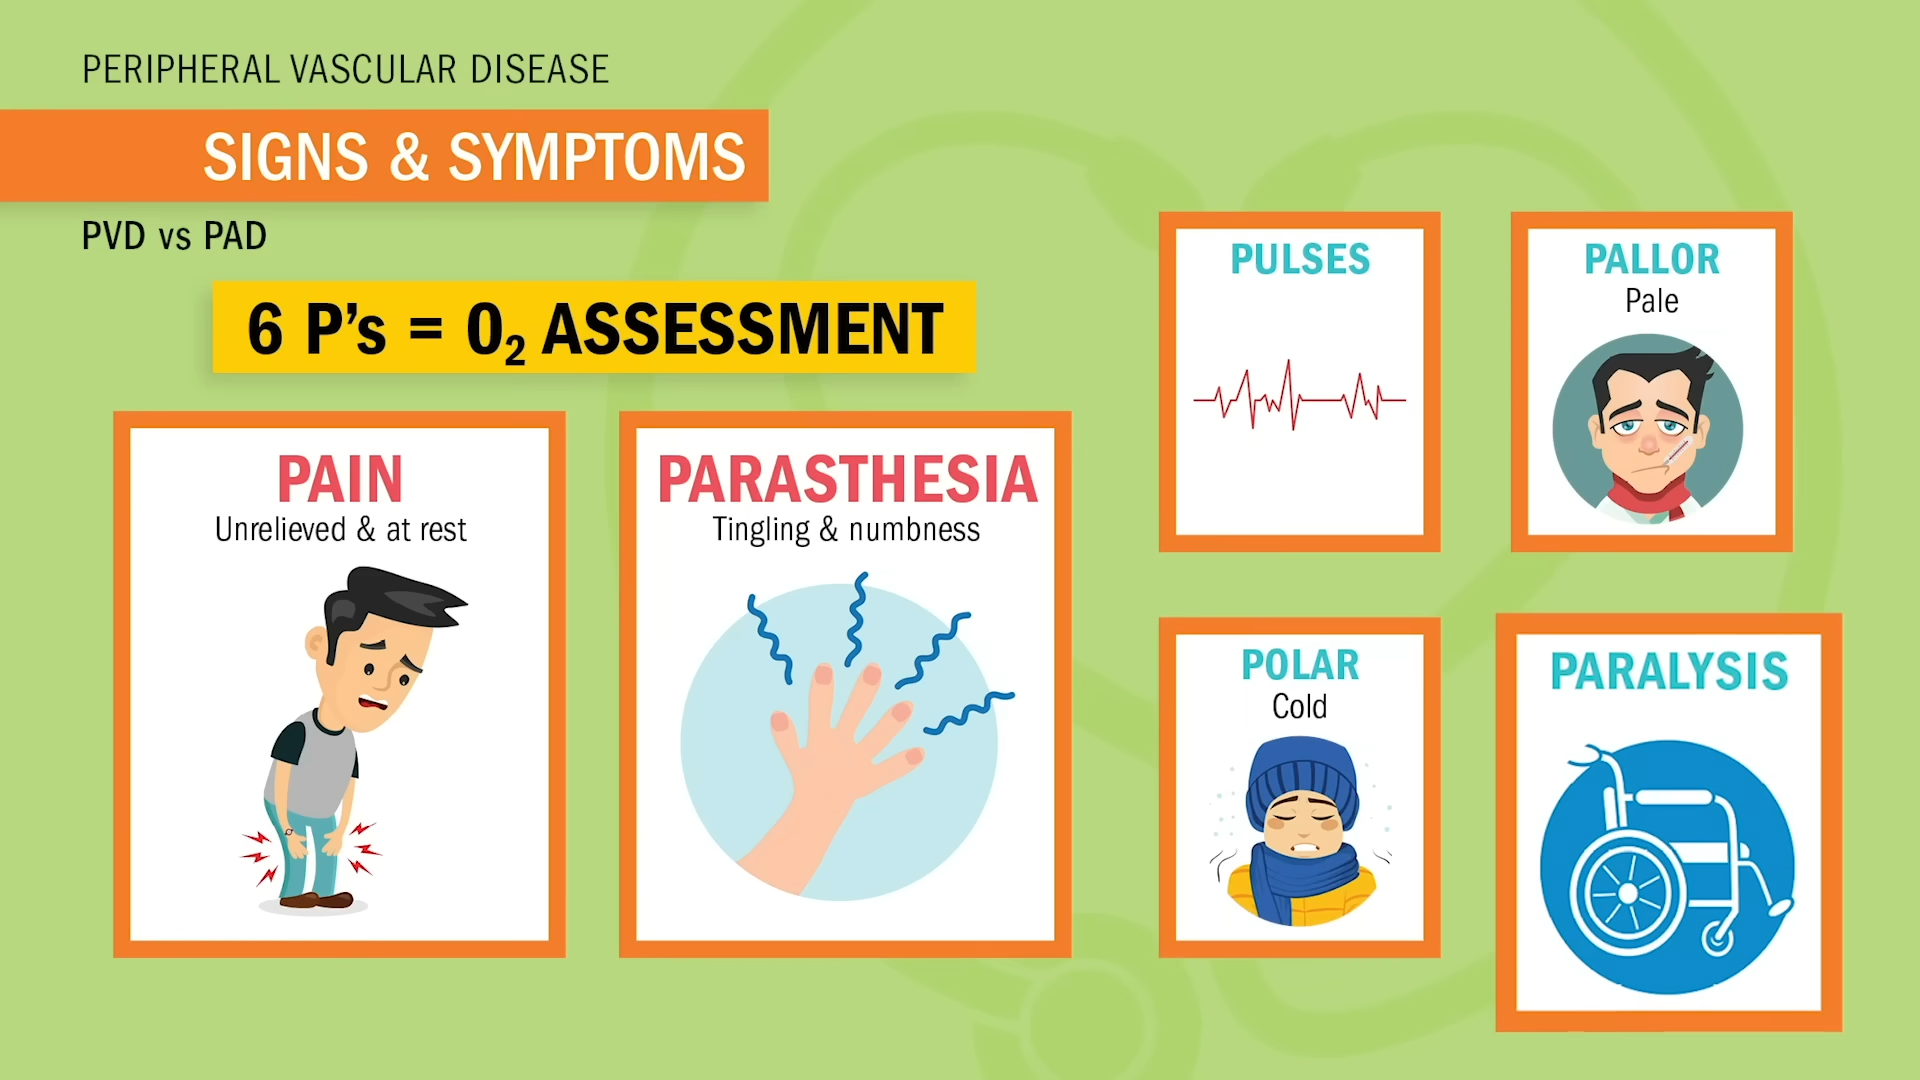 PERIPHERAL VASCULAR DISEASE
SIGNS & SYMPTOMS
PVD vs PAD
6 P's = O₂ ASSESSMENT
PAIN
Unrelieved & at rest
PARASTHESIA
Tingling & numbness
PULSES
PALLOR
Pale
POLAR
Cold
PARALYSIS